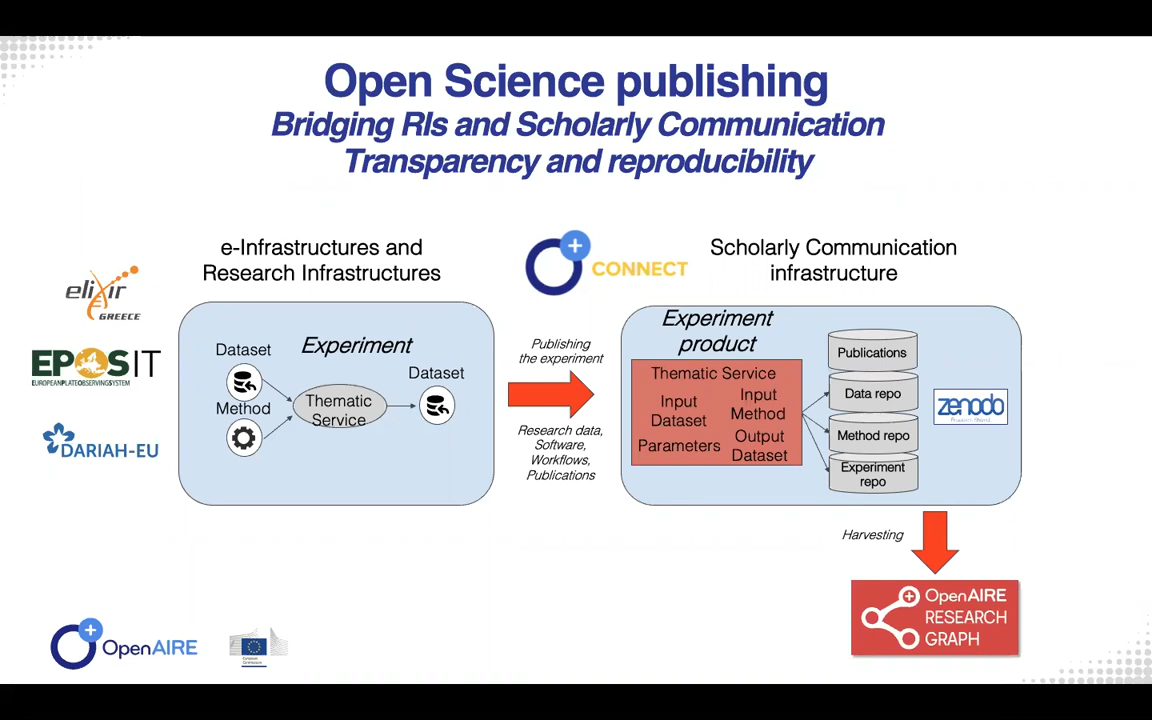 Open Science publishing
Bridging RIs and Scholarly Communication
Transparency and reproducibility
e-Infrastructures and
Research Infrastructures
CONNECT
Scholarly Communication
infrastructure
elixir
GREECE
EPOS IT
EUROPEAN PLATE OBSERVING SYSTEM
DARIAH-EU
Experiment
Dataset
Method
Thematic
Service
Dataset
Publishing
the experiment
Research data,
Software,
Workflows,
Publications
Experiment
product
Thematic Service
Input
Dataset
Input
Method
Parameters
Output
Dataset
Publications
Data repo
Method repo
Experiment
repo
zenodo
Harvesting
OpenAIRE
RESEARCH
GRAPH
OpenAIRE
European
Commission